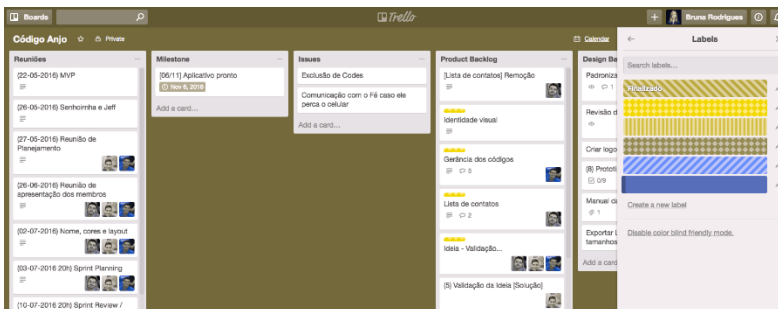 Boards
Trello
Bruna Rodrigues
Código Anjo
Private
Calendar
Labels
Reuniões
(22-05-2016) MVP
(26-05-2016) Senhoirnha e Jeff
(27-05-2016) Reunião de
Planejamento
(26-06-2016) Reunião de
apresentação dos membros
(02-07-2016) Nome, cores e layout
(03-07-2016 20h) Sprint Planning
(10-07-2016 20h) Sprint Review /
Milestone
[06/11] Aplicativo pronto
Nov 6, 2016
Add a card...
Issues
Exclusão de Codes
Comunicação com o Fê caso ele
perca o celular
Add a card...
Product Backlog
[Lista de contatos] Remoção
Identidade visual
Gerência dos códigos
5
Lista de contatos
2
Ideia - Validação...
(5) Validação da Ideia [Solução]
Design Ba
Padroniza
1
Revisão d
Criar logo
(8) Prototi
0/9
Manual d
1
Exportar L
tamanhos
Add a card
Search labels...
Finalizado
Create a new label
Disable color blind friendly mode.